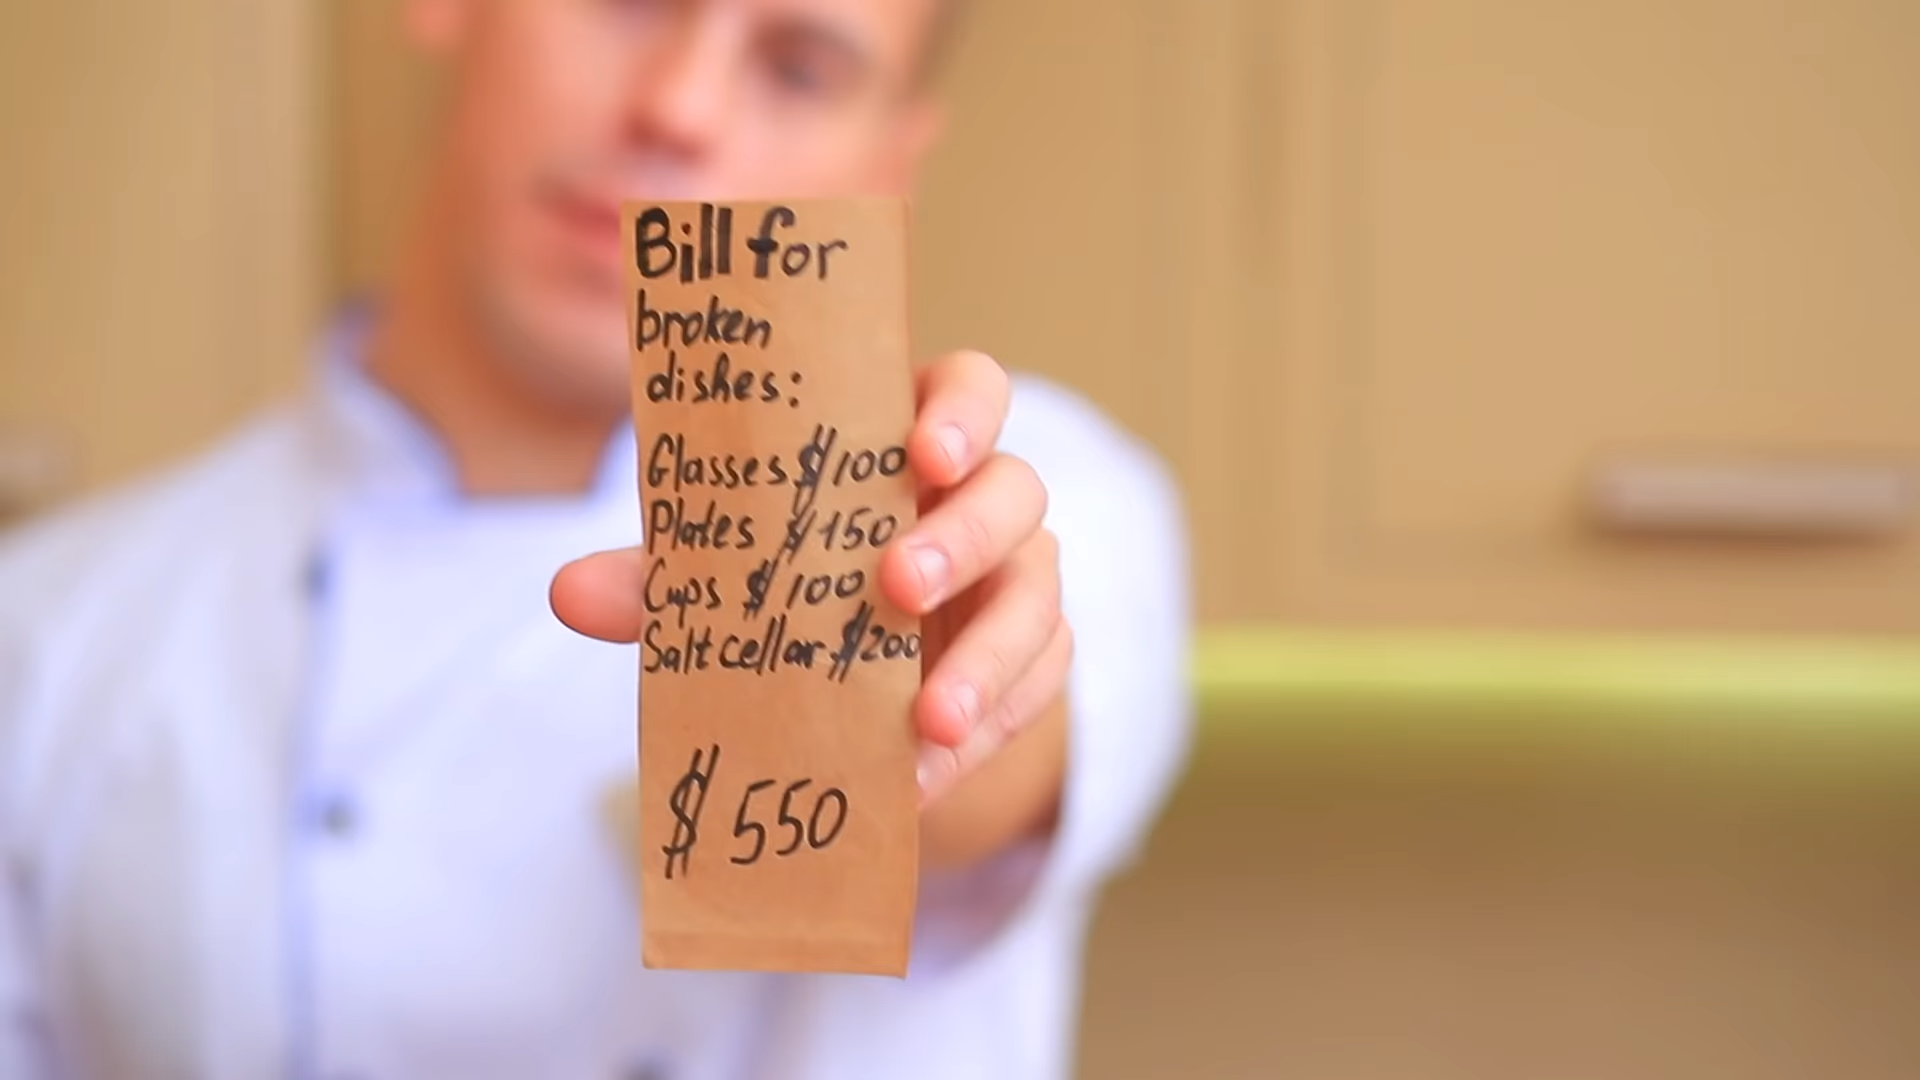 Bill for
broken
dishes:
Glasses $100
Plates $150
Cups $100
Salt cellar $200
$550